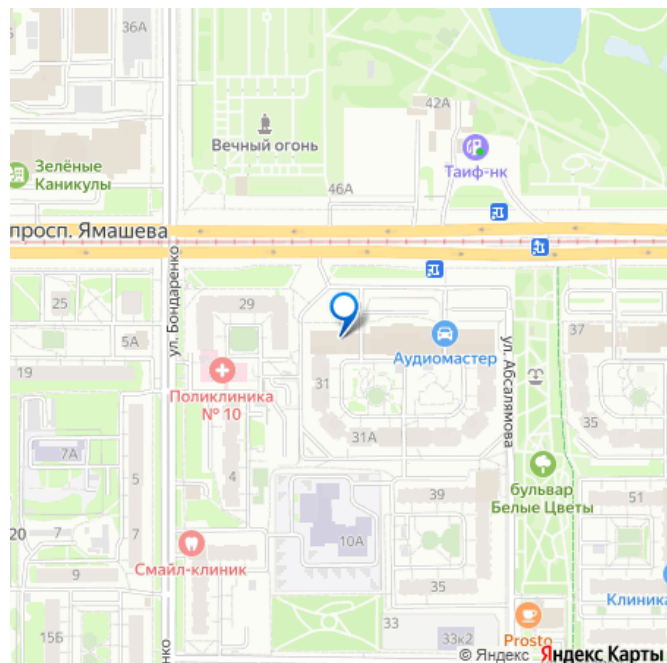 36А
42А
Вечный огонь
Таиф-нк
Зелёные
Каникулы
46А
просп. Ямашева
ул. Бондаренко
25
29
5А
37
Аудиомастер
ул. Абсалямова
19
Поликлиника
№ 10
31
35
31А
7А
4
39
бульвар
Белые Цветы
51
5
20
7
7
10А
9
Смайл-клиник
35
Клиника
33
15Б
нко
33к2
Prosto
© Яндекс Яндекс Карты